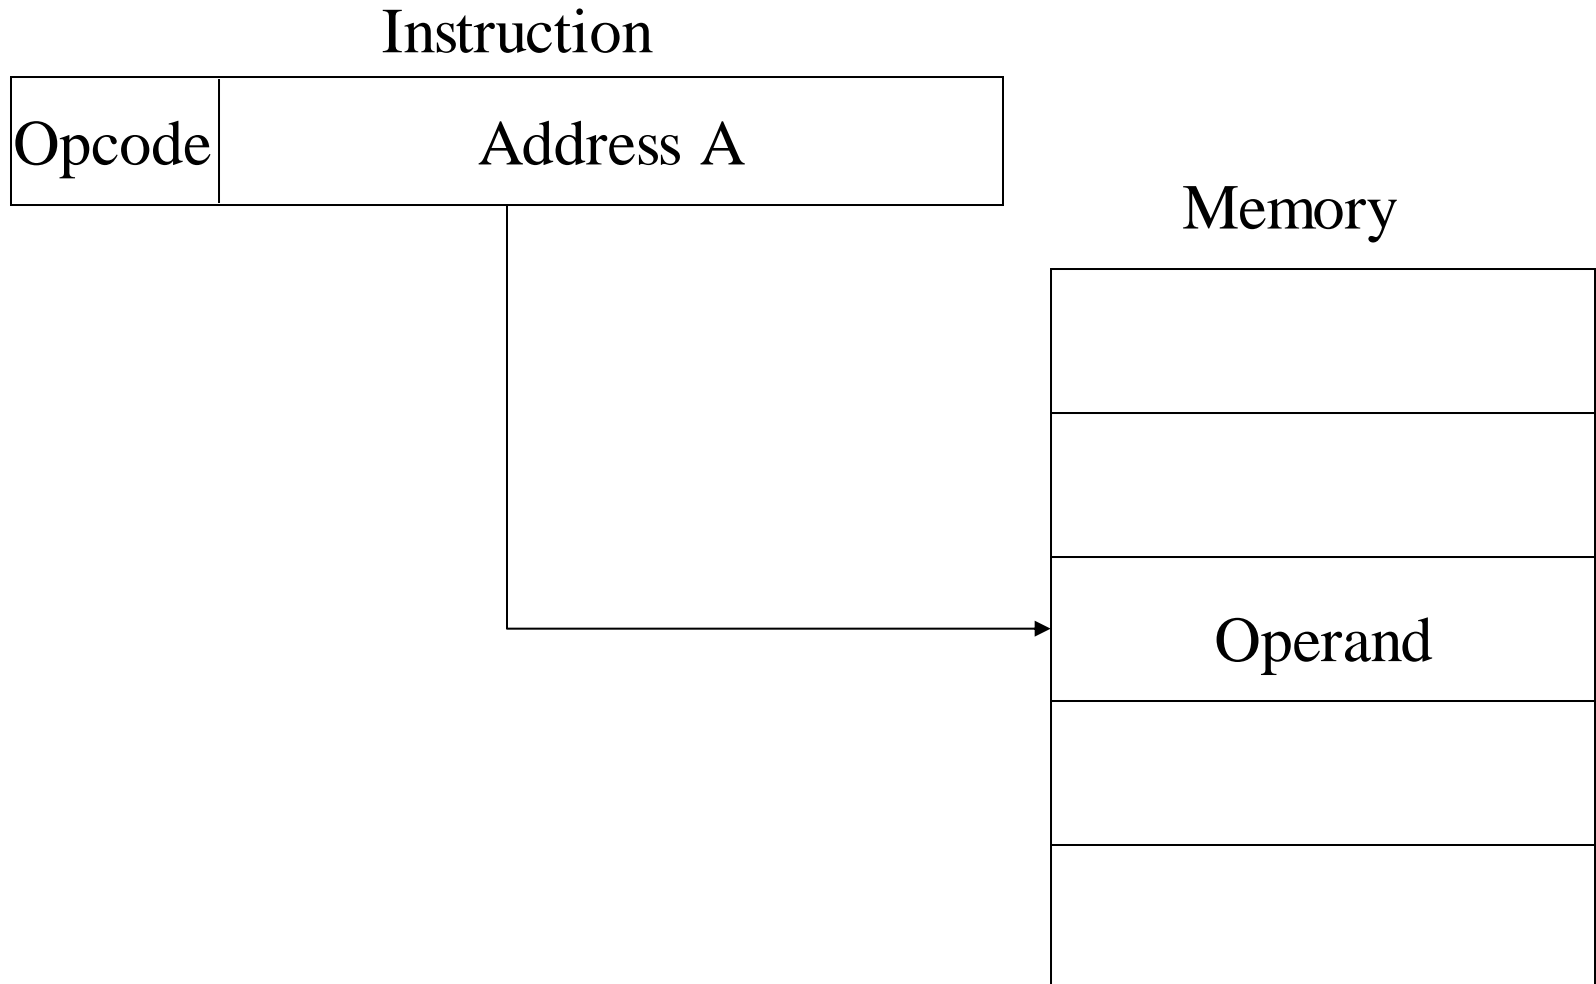 Instruction
Opcode
Address A
Memory
Operand